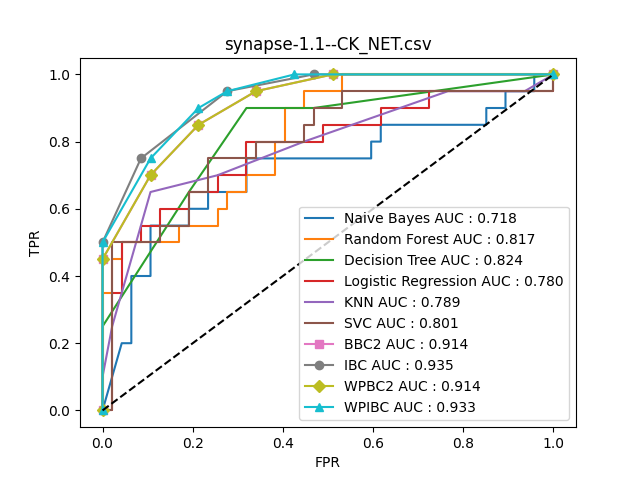 synapse-1.1--CK_NET.csv
TPR
1.0
0.8
0.6
0.4
0.2
0.0
Naive Bayes AUC : 0.718
Random Forest AUC : 0.817
Decision Tree AUC : 0.824
Logistic Regression AUC : 0.780
KNN AUC : 0.789
SVC AUC : 0.801
BBC2 AUC : 0.914
IBC AUC : 0.935
WPBC2 AUC : 0.914
WPIBC AUC : 0.933
0.0 0.2 0.4 0.6 0.8 1.0
FPR